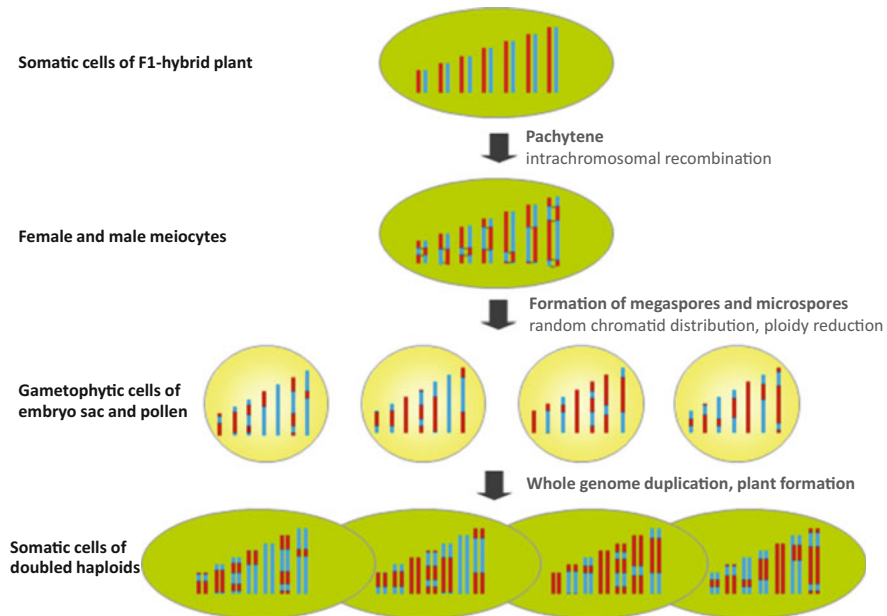 Somatic cells of F1-hybrid plant
Pachytene
intrachromosomal recombination
Female and male meiocytes
Formation of megaspores and microspores
random chromatid distribution, ploidy reduction
Gametophytic cells of
embryo sac and pollen
Whole genome duplication, plant formation
Somatic cells of
doubled haploids